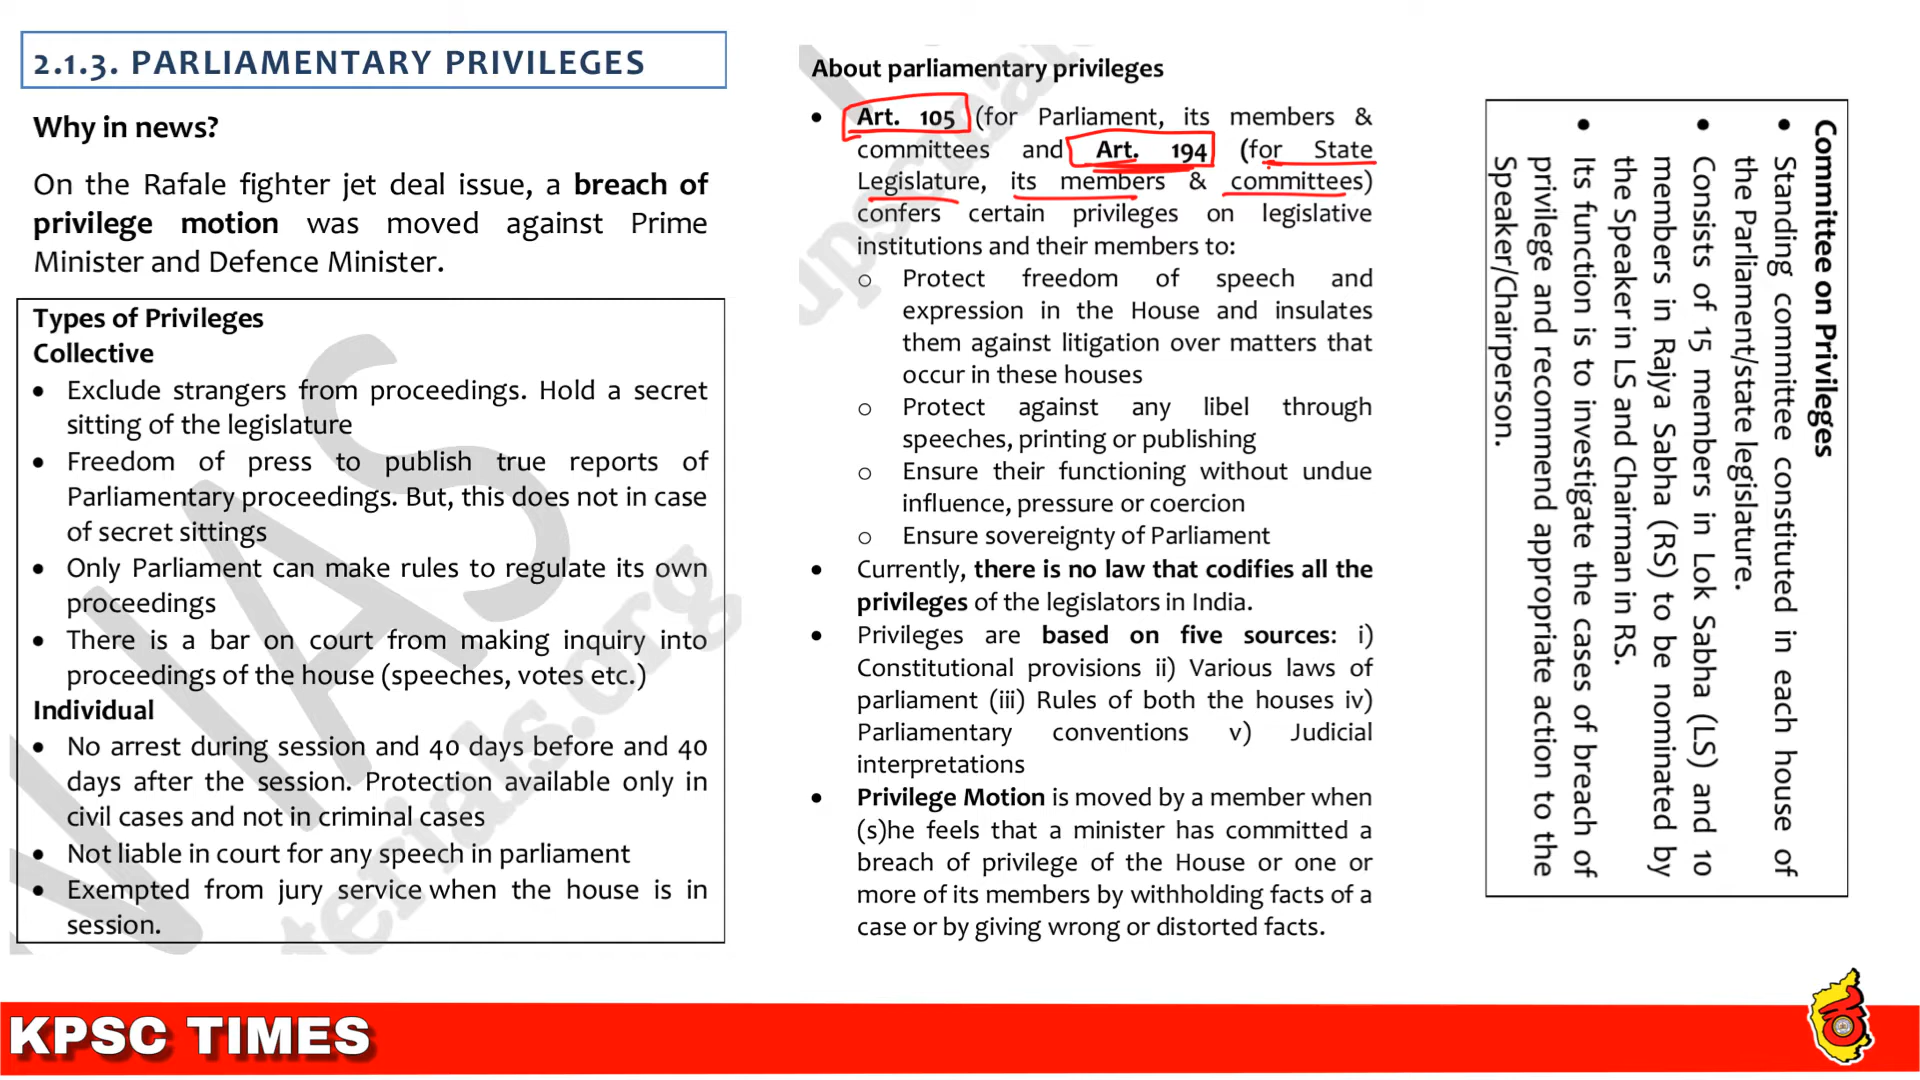 2.1.3. PARLIAMENTARY PRIVILEGES
Why in news?
On the Rafale fighter jet deal issue, a breach of
privilege motion was moved against Prime
Minister and Defence Minister.
Types of Privileges
Collective
• Exclude strangers from proceedings. Hold a secret
sitting of the legislature
• Freedom of press to publish true reports of
Parliamentary proceedings. But, this does not in case
of secret sittings
• Only Parliament can make rules to regulate its own
proceedings
• There is a bar on court from making inquiry into
proceedings of the house (speeches, votes etc.)
Individual
• No arrest during session and 40 days before and 40
days after the session. Protection available only in
civil cases and not in criminal cases
• Not liable in court for any speech in parliament
• Exempted from jury service when the house is in
session.
About parliamentary privileges
• Art. 105 (for Parliament, its members &
committees and Art. 194 (for State
Legislature, its members & committees)
confers certain privileges on legislative
institutions and their members to:
o Protect freedom of speech and
expression in the House and insulates
them against litigation over matters that
occur in these houses
o Protect against any libel through
speeches, printing or publishing
o Ensure their functioning without undue
influence, pressure or coercion
o Ensure sovereignty of Parliament
• Currently, there is no law that codifies all the
privileges of the legislators in India.
• Privileges are based on five sources: i)
Constitutional provisions ii) Various laws of
parliament (iii) Rules of both the houses iv)
Parliamentary conventions v) Judicial
interpretations
• Privilege Motion is moved by a member when
(s)he feels that a minister has committed a
breach of privilege of the House or one or
more of its members by withholding facts of a
case or by giving wrong or distorted facts.
Committee on Privileges
• Standing committee constituted in each house of
the Parliament/state legislature.
• Consists of 15 members in Lok Sabha (LS) and 10
members in Rajya Sabha (RS) to be nominated by
the Speaker in LS and Chairman in RS.
• Its function is to investigate the cases of breach of
privilege and recommend appropriate action to the
Speaker/Chairperson.
KPSC TIMES